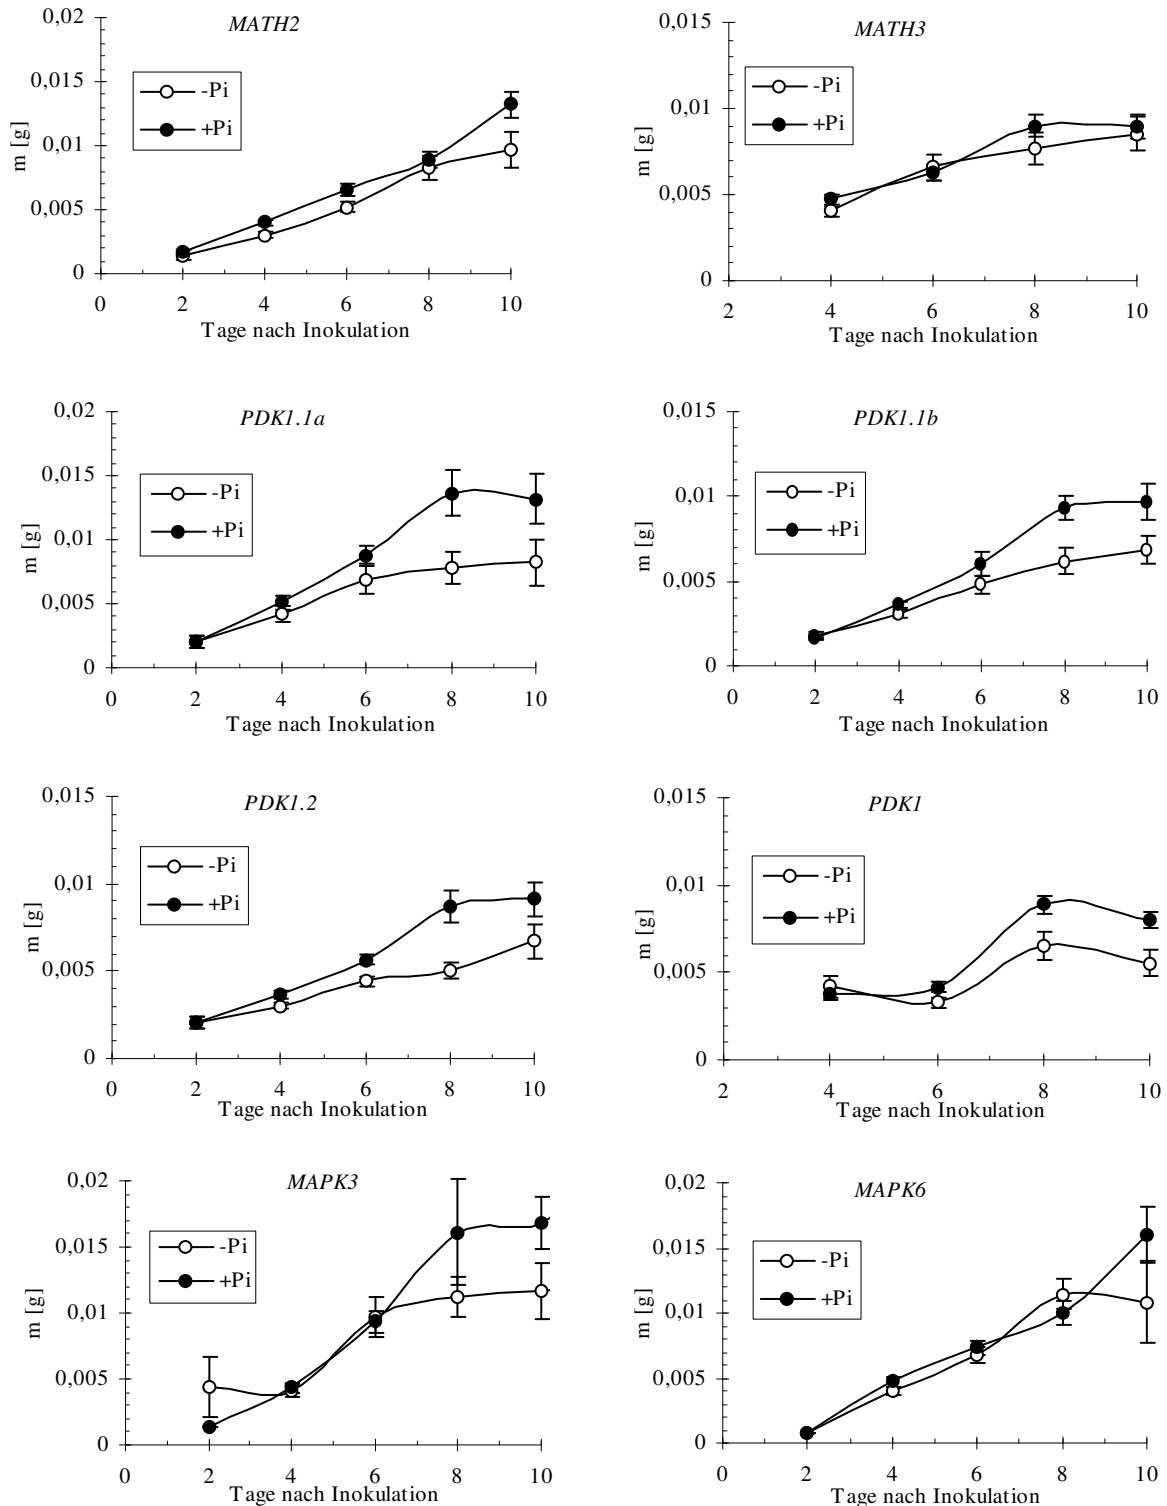 MATH2
0,02
0,015
0,01
0,005
0
m [g]
-Pi
+Pi
0 2 4 6 8 10
Tage nach Inokulation
MATH3
0,015
0,01
0,005
0
m [g]
-Pi
+Pi
2 4 6 8 10
Tage nach Inokulation
PDK1.1a
0,02
0,015
0,01
0,005
0
m [g]
-Pi
+Pi
0 2 4 6 8 10
Tage nach Inokulation
PDK1.1b
0,015
0,01
0,005
0
m [g]
-Pi
+Pi
0 2 4 6 8 10
Tage nach Inokulation
PDK1.2
0,015
0,01
0,005
0
m [g]
-Pi
+Pi
0 2 4 6 8 10
Tage nach Inokulation
PDK1
0,015
0,01
0,005
0
m [g]
-Pi
+Pi
2 4 6 8 10
Tage nach Inokulation
MAPK3
0,02
0,015
0,01
0,005
0
m [g]
-Pi
+Pi
0 2 4 6 8 10
Tage nach Inokulation
MAPK6
0,02
0,015
0,01
0,005
0
m [g]
-Pi
+Pi
0 2 4 6 8 10
Tage nach Inokulation